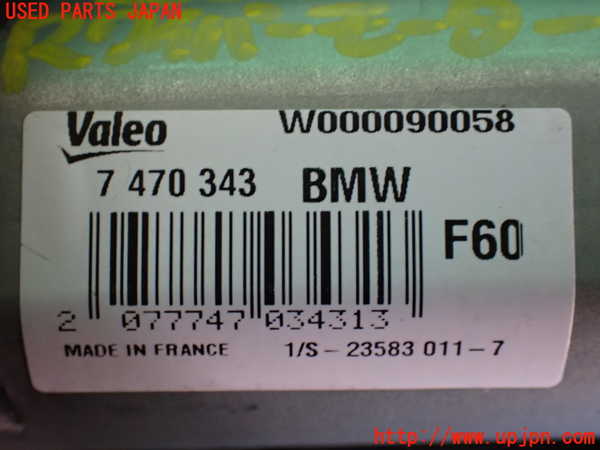 USED PARTS JAPAN
Valeo W000090058
7 470 343 BMW
F60
2 077747 034313
MADE IN FRANCE 1/S - 23583 011-7
UPJ
http://www.upjpn.com/